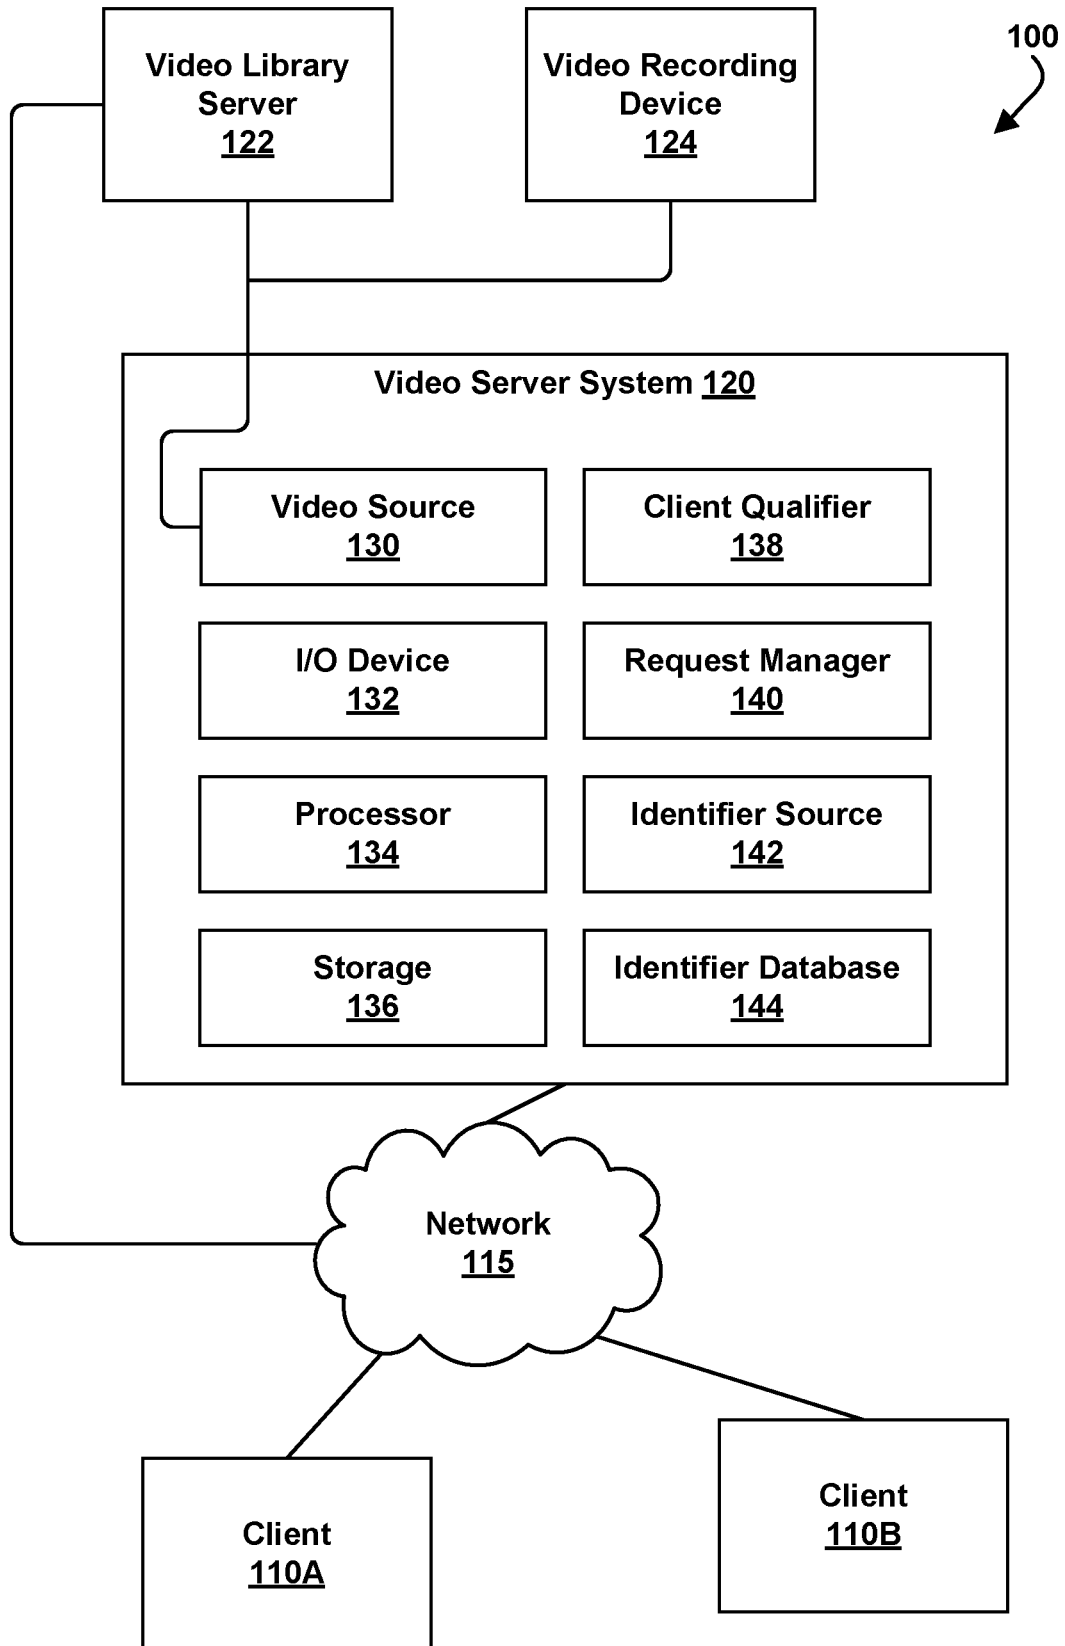 100
Video Library
Server
122
Video Recording
Device
124
Video Server System 120
Video Source
130
Client Qualifier
138
I/O Device
132
Request Manager
140
Processor
134
Identifier Source
142
Storage
136
Identifier Database
144
Network
115
Client
110A
Client
110B